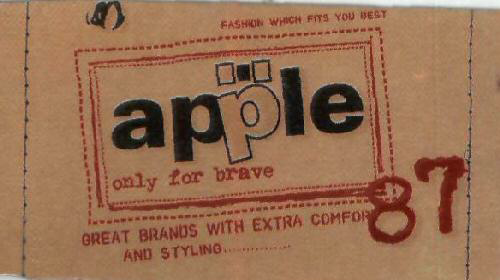 FASHION WHICH FITS YOU BEST
apple
only for brave
87
GREAT BRANDS WITH EXTRA COMFOR
AND STYLING..............